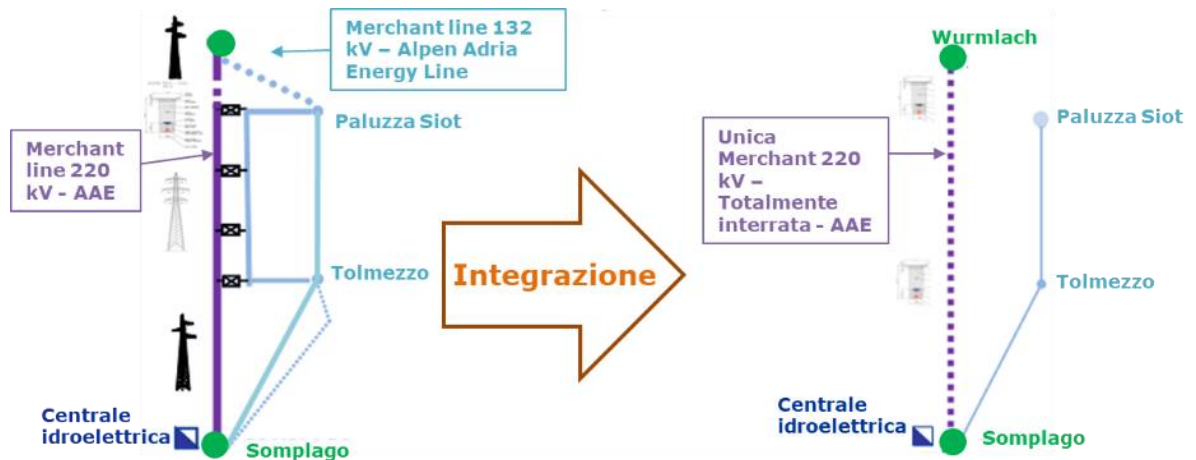 Merchant line 132
kV – Alpen Adria
Energy Line
Paluzza Siot
Merchant
line 220
kV - AAE
Tolmezzo
Centrale
idroelettrica
Somplago
Integrazione
Wurmlach
Paluzza Siot
Unica
Merchant 220
kV –
Totalmente
interrata - AAE
Tolmezzo
Centrale
idroelettrica
Somplago